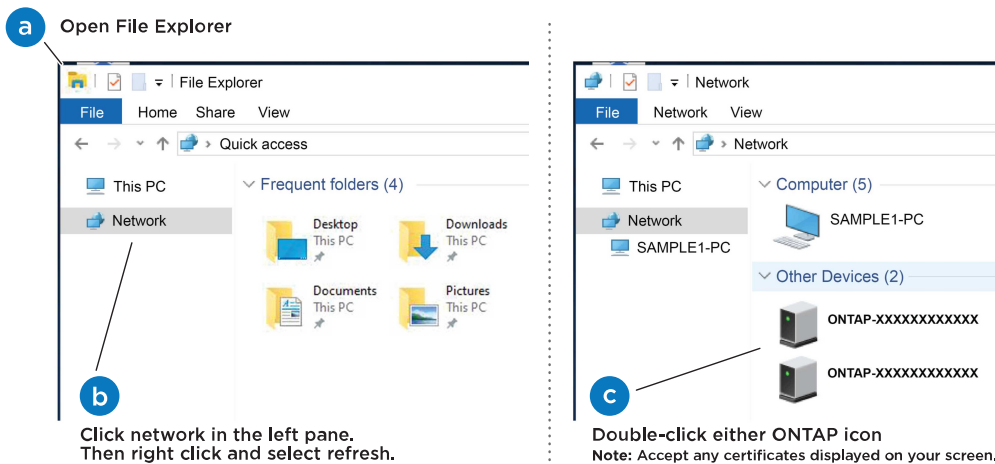 a
Open File Explorer
File Explorer
File Home Share View
Quick access
This PC
Network
Frequent folders (4)
Desktop
This PC
Downloads
This PC
Documents
This PC
Pictures
This PC
b
Click network in the left pane.
Then right click and select refresh.
Network
File Network View
Network
This PC
Network
SAMPLE1-PC
Computer (5)
SAMPLE1-PC
Other Devices (2)
ONTAP-XXXXXXXXXXXX
ONTAP-XXXXXXXXXXXX
c
Double-click either ONTAP icon
Note: Accept any certificates displayed on your screen,